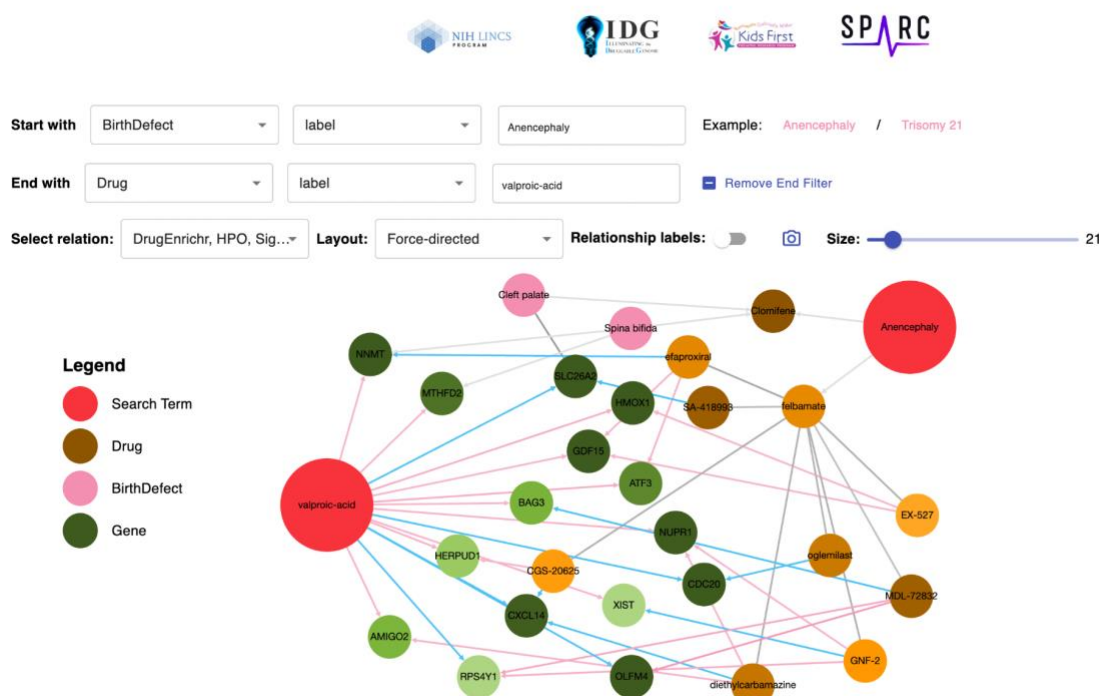 NIH LINCS
PROGRAM
IDG
ILLUMINATING the
DRUGGABLE GENOME
Kids First
SPARC
Start with BirthDefect label Anencephaly Example: Anencephaly / Trisomy 21
End with Drug label valproic-acid Remove End Filter
Select relation: DrugEnrichr, HPO, Sig... Layout: Force-directed Relationship labels: Size: 21
Cleft palate
Clomifene
Spina bifida
Anencephaly
NNMT
efaproxiral
Legend
SLC26A2
MTHFD2
Search Term
HMOX1
SA-418993
felbamate
Drug
GDF15
ATF3
BirthDefect
valproic-acid
BAG3
EX-527
Gene
NUPR1
HERPUD1
oglemilast
CGS-20625
CDC20
MDL-72832
XIST
CXCL14
AMIGO2
GNF-2
RPS4Y1
OLFM4
diethylcarbamazine